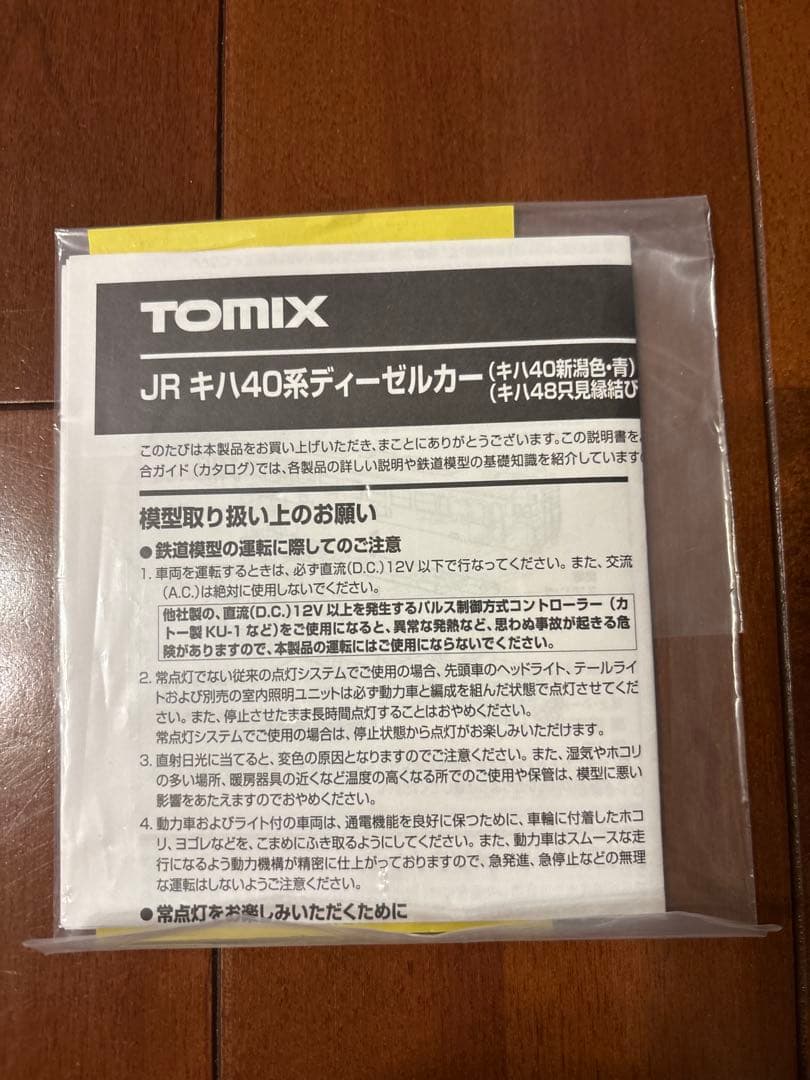 TOMIX
JR キハ40系ディーゼルカー(キハ40新潟色・青)
(キハ48只見縁結び
このたびは本製品をお買い上げいただき、まことにありがとうございます。この説明書を
合ガイド(カタログ)では、各製品の詳しい説明や鉄道模型の基礎知識を紹介しています
模型取り扱い上のお願い
●鉄道模型の運転に際してのご注意
1. 車両を運転するときは、必ず直流(D.C.)12V以下で行なってください。また、交流
(A.C.)は絶対に使用しないでください。
他社製の、直流(D.C.)12V以上を発生するパルス制御方式コントローラー(カ
トー製KU-1など)をご使用になると、異常な発熱など、思わぬ事故が起きる危
険がありますので、本製品の運転にはご使用にならないでください。
2. 常点灯でない従来の点灯システムでご使用の場合、先頭車のヘッドライト、テールライ
トおよび別売の室内照明ユニットは必ず動力車と編成を組んだ状態で点灯させてくだ
さい。また、停止させたまま長時間点灯することはおやめください。
常点灯システムでご使用の場合は、停止状態から点灯がお楽しみいただけます。
3. 直射日光に当てると、変色の原因となりますのでご注意ください。また、湿気やホコリ
の多い場所、暖房器具の近くなど温度の高くなる所でのご使用や保管は、模型に悪い
影響をあたえますのでおやめください。
4. 動力車およびライト付の車両は、通電機能を良好に保つために、車輪に付着したホコ
リ、ヨゴレなどを、こまめにふき取るようにしてください。また、動力車はスムースな走
行になるよう動力機構が精密に仕上がっておりますので、急発進、急停止などの無理
な運転はしないようご注意ください。
●常点灯をお楽しみいただくために